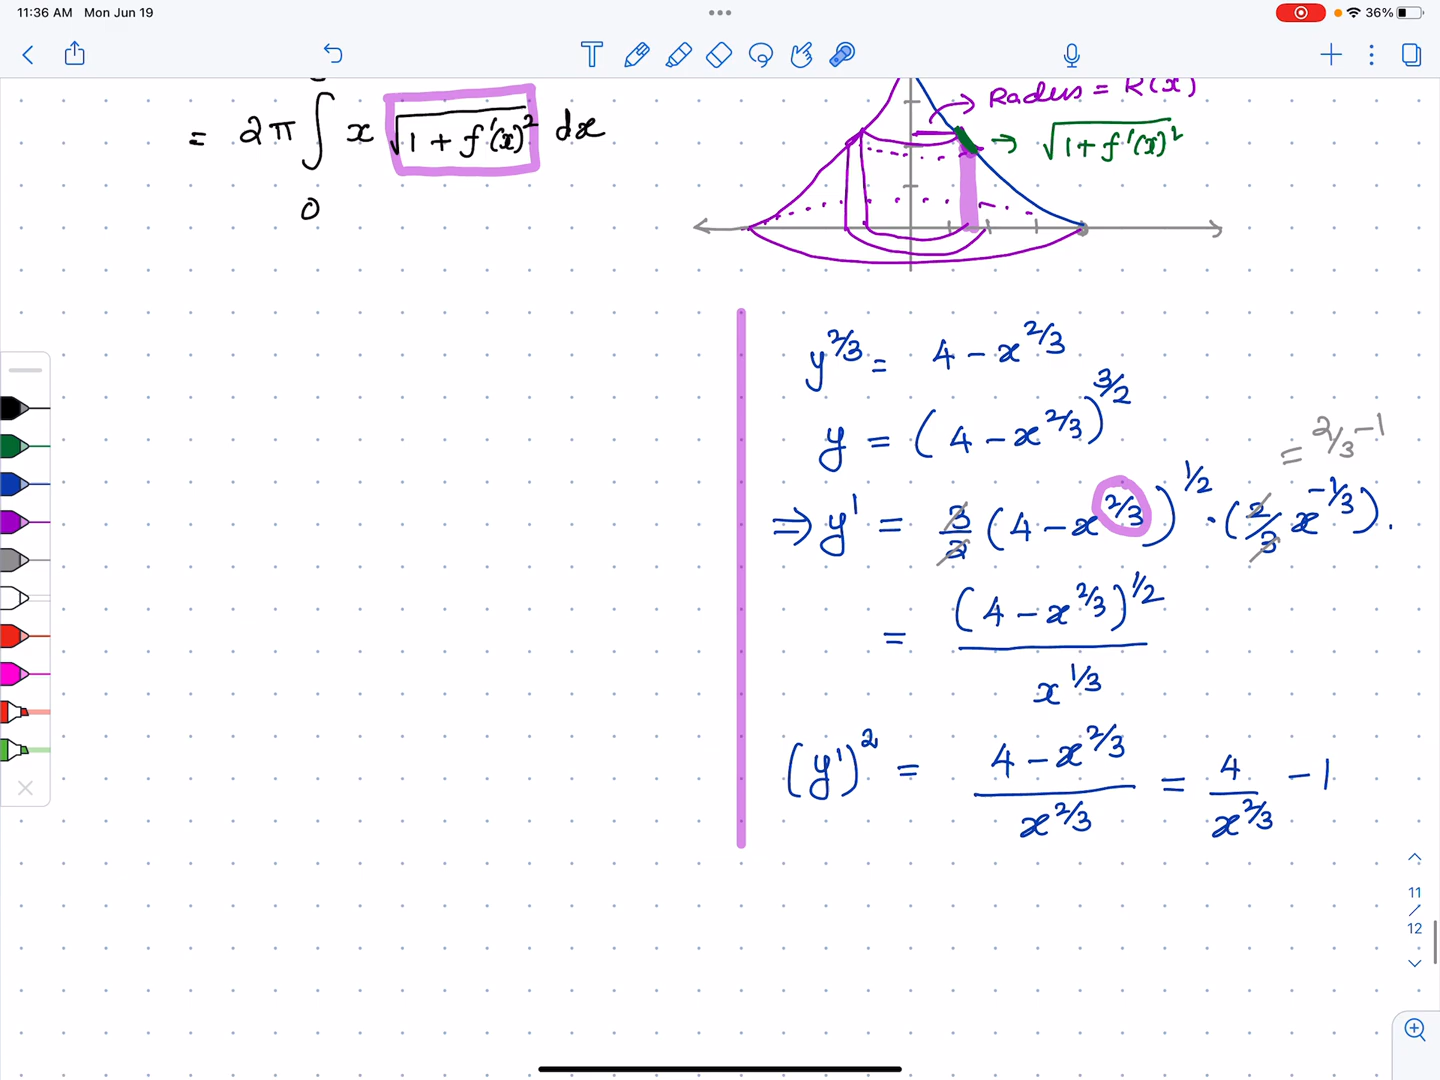 11:36 AM Mon Jun 19
36%
Radius = R(x)
= 2π ∫ x √(1 + f'(x)²) dx
0
→ √(1 + f'(x)²)
y^(2/3) = 4 − x^(2/3)
y = (4 − x^(2/3))^(3/2)
= 2/3 − 1
⇒ y' = 3/2 (4 − x^(2/3))^(1/2) · (2/3 x^(−1/3)).
= (4 − x^(2/3))^(1/2) / x^(1/3)
(y')² = (4 − x^(2/3)) / x^(2/3) = 4 / x^(2/3) − 1
11
/
12